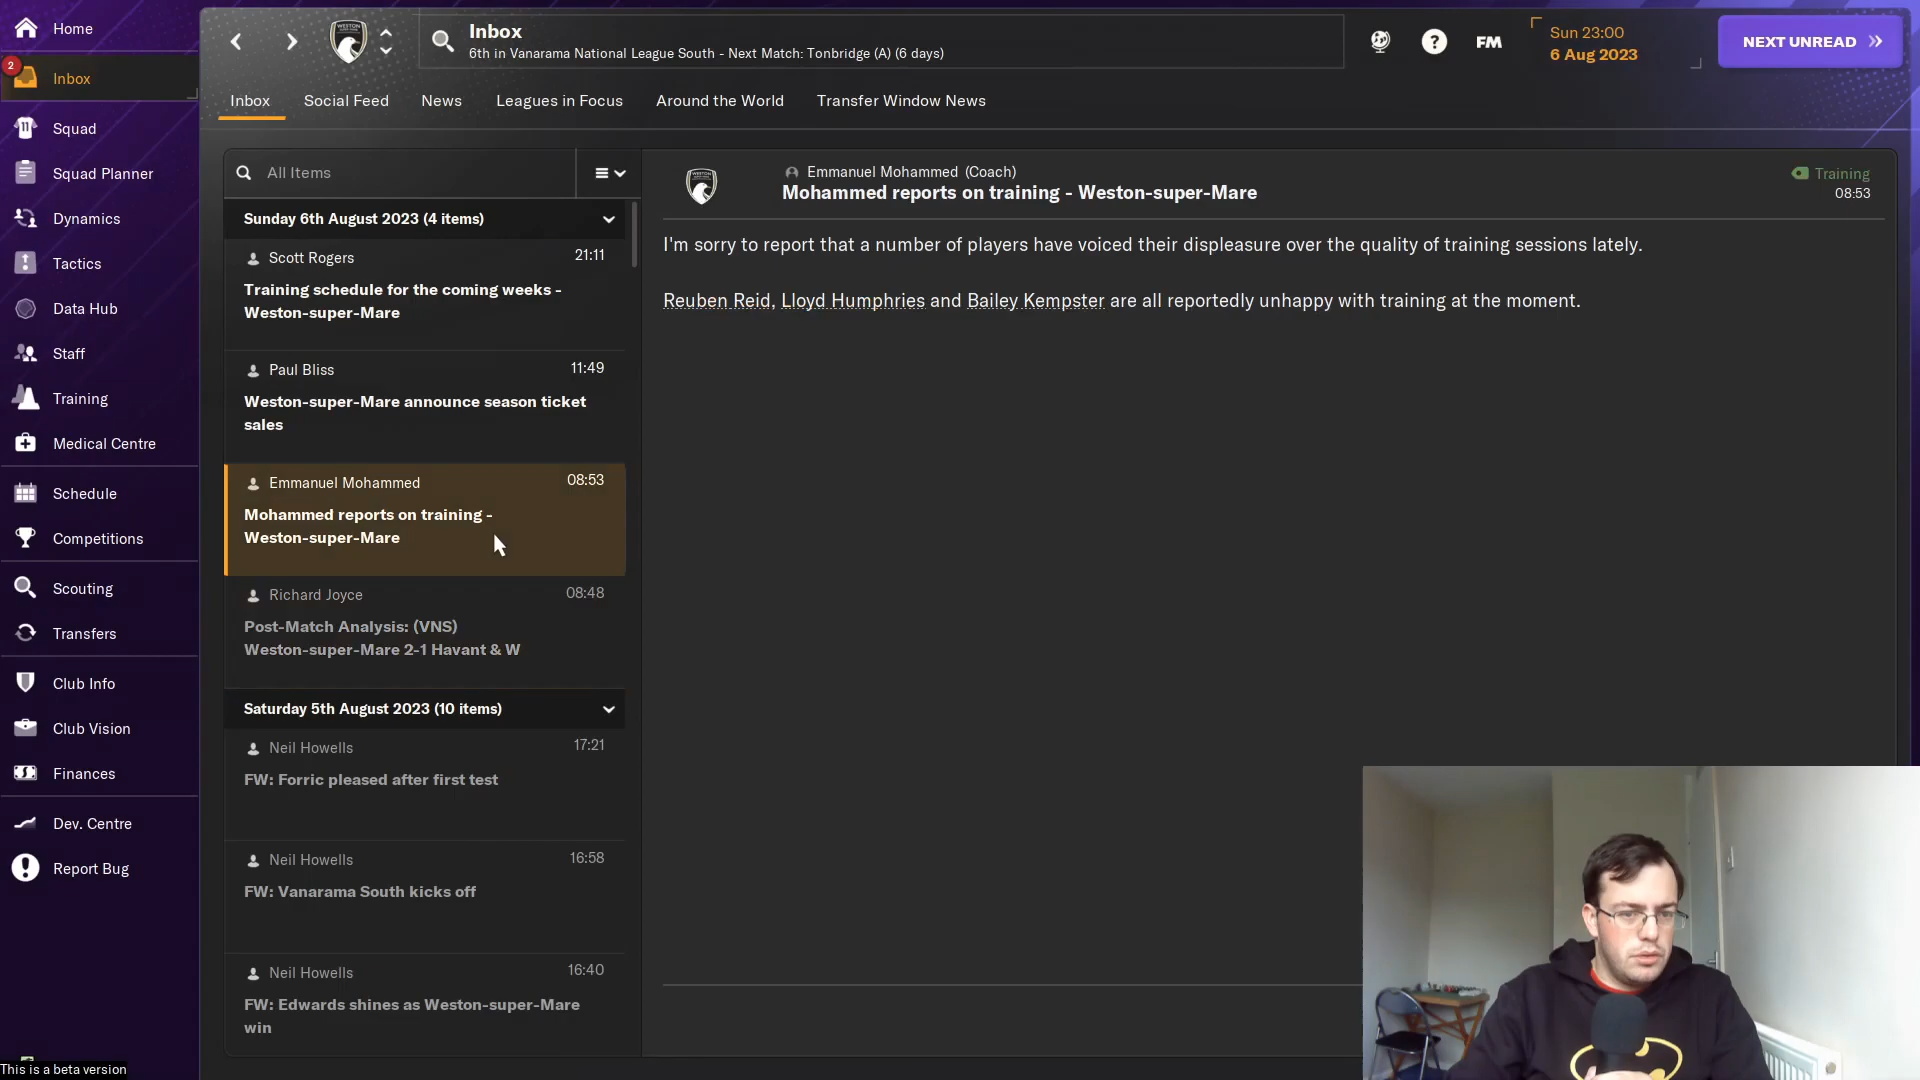 Home
2
Inbox
Squad
Squad Planner
Dynamics
Tactics
Data Hub
Staff
Training
Medical Centre
Schedule
Competitions
Scouting
Transfers
Club Info
Club Vision
Finances
Dev. Centre
Report Bug
This is a beta version
Inbox
6th in Vanarama National League South - Next Match: Tonbridge (A) (6 days)
?
FM
Sun 23:00
6 Aug 2023
NEXT UNREAD
Inbox
Social Feed
News
Leagues in Focus
Around the World
Transfer Window News
All Items
Sunday 6th August 2023 (4 items)
Scott Rogers 21:11
Training schedule for the coming weeks -
Weston-super-Mare
Paul Bliss 11:49
Weston-super-Mare announce season ticket
sales
Emmanuel Mohammed 08:53
Mohammed reports on training -
Weston-super-Mare
Richard Joyce 08:48
Post-Match Analysis: (VNS)
Weston-super-Mare 2-1 Havant & W
Saturday 5th August 2023 (10 items)
Neil Howells 17:21
FW: Forric pleased after first test
Neil Howells 16:58
FW: Vanarama South kicks off
Neil Howells 16:40
FW: Edwards shines as Weston-super-Mare
win
Emmanuel Mohammed (Coach)
Mohammed reports on training - Weston-super-Mare
Training
08:53
I'm sorry to report that a number of players have voiced their displeasure over the quality of training sessions lately.
Reuben Reid, Lloyd Humphries and Bailey Kempster are all reportedly unhappy with training at the moment.